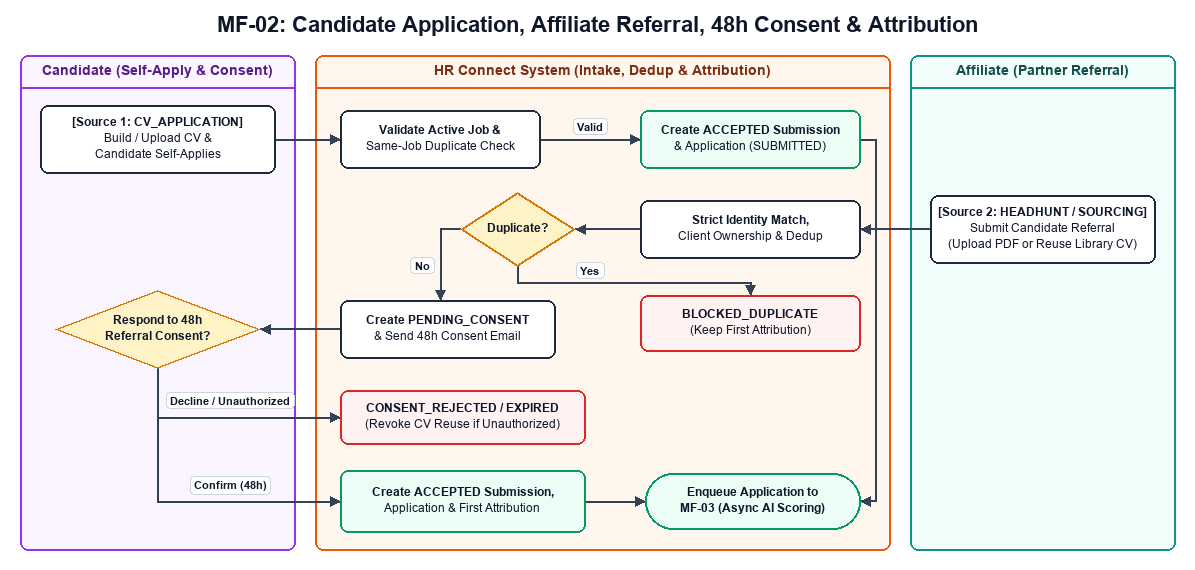 MF-02: Candidate Application, Affiliate Referral, 48h Consent & Attribution
Candidate (Self-Apply & Consent)
HR Connect System (Intake, Dedup & Attribution)
Affiliate (Partner Referral)
[Source 1: CV_APPLICATION]
Build / Upload CV &
Candidate Self-Applies
Validate Active Job &
Same-Job Duplicate Check
Valid
Create ACCEPTED Submission
& Application (SUBMITTED)
[Source 2: HEADHUNT / SOURCING]
Submit Candidate Referral
(Upload PDF or Reuse Library CV)
Strict Identity Match,
Client Ownership & Dedup
Duplicate?
No
Yes
BLOCKED_DUPLICATE
(Keep First Attribution)
Create PENDING_CONSENT
& Send 48h Consent Email
Respond to 48h
Referral Consent?
Decline / Unauthorized
CONSENT_REJECTED / EXPIRED
(Revoke CV Reuse if Unauthorized)
Confirm (48h)
Create ACCEPTED Submission,
Application & First Attribution
Enqueue Application to
MF-03 (Async AI Scoring)